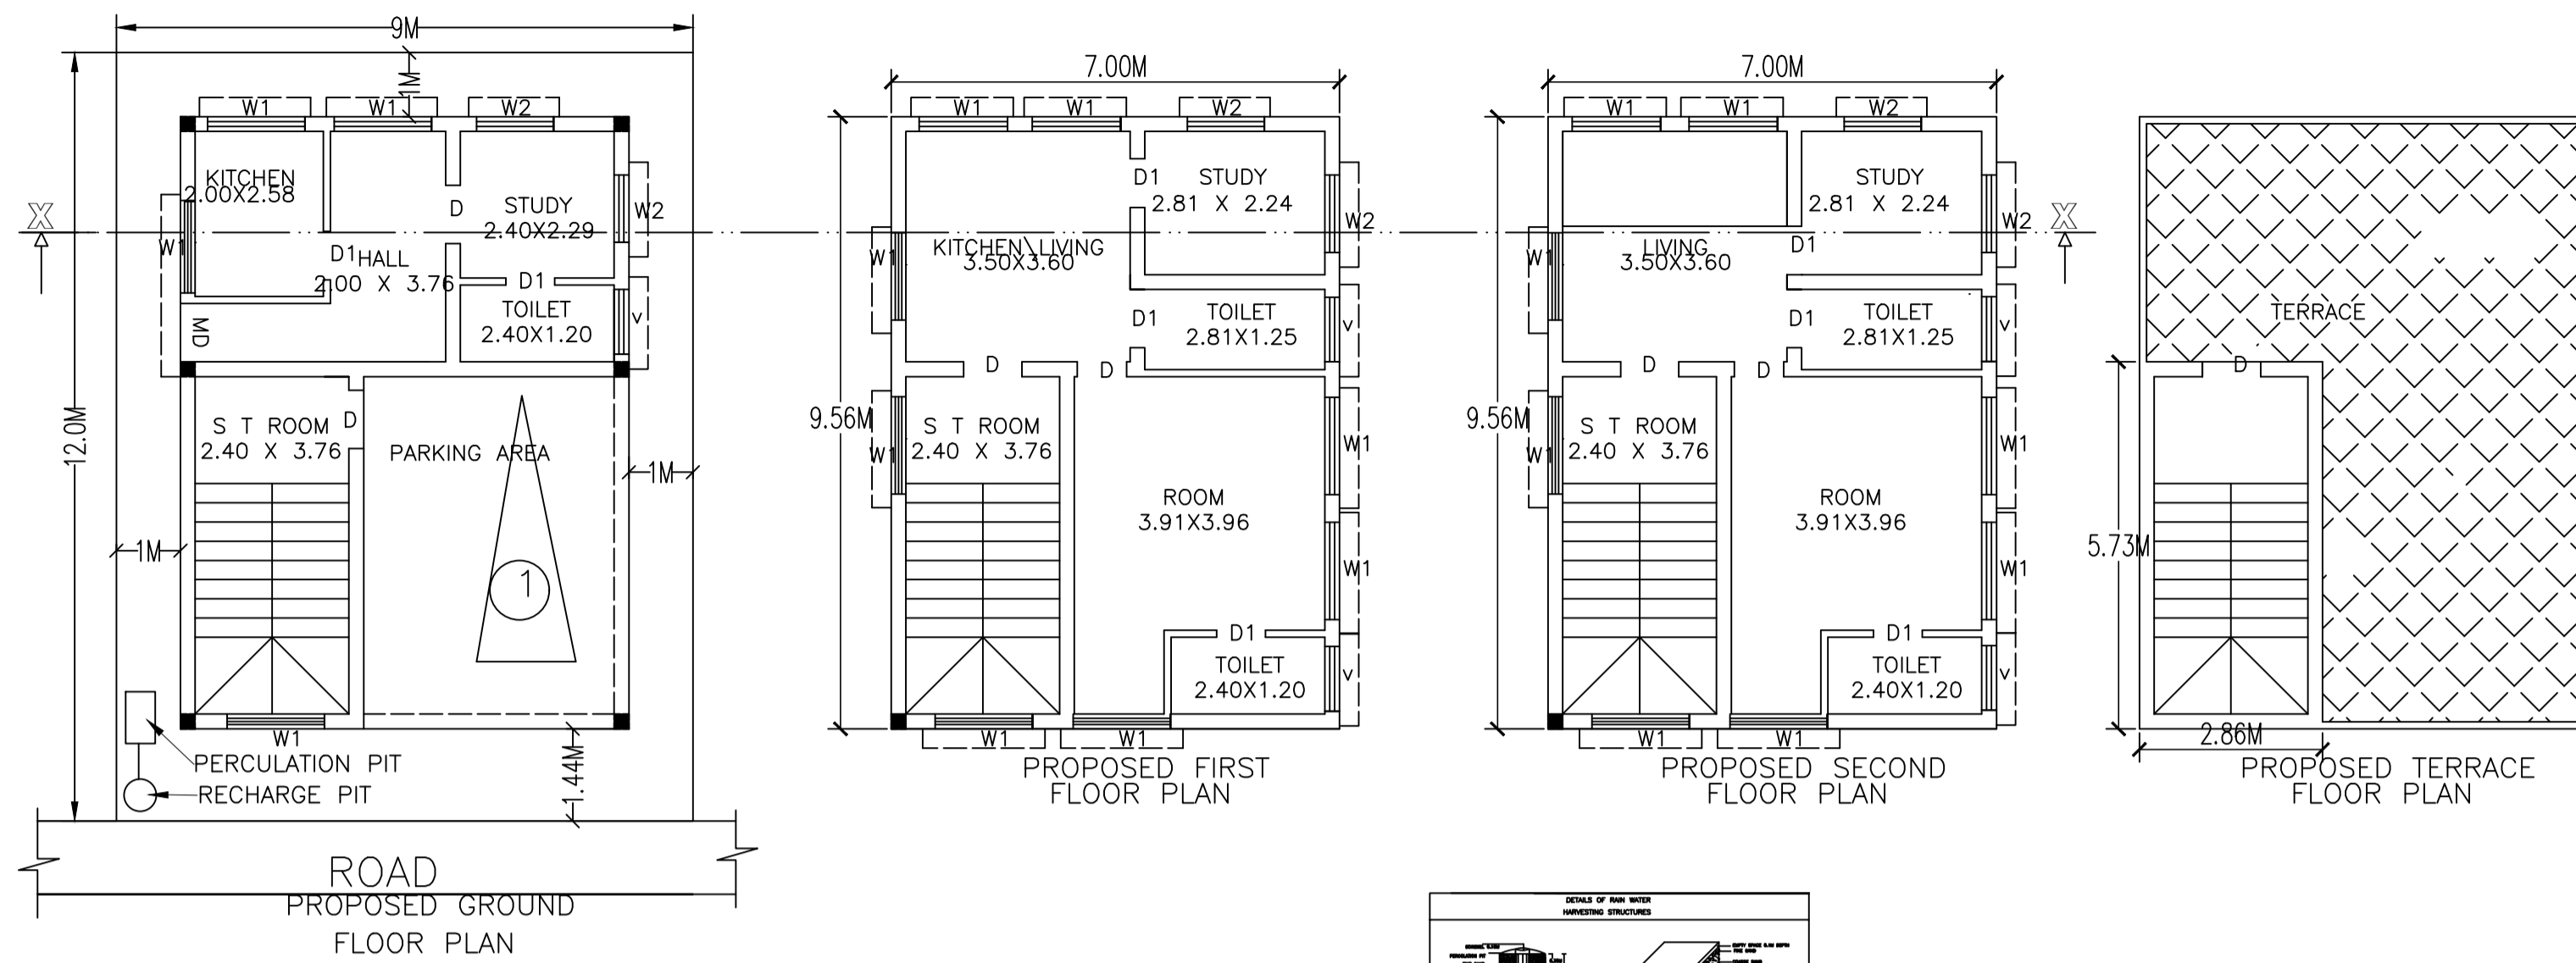 9M
1M
W1
W1
W2
KITCHEN
2.00X2.58
D
STUDY
2.40X2.29
W2
X
W1
D1
HALL
2.00 X 3.76
D1
TOILET
2.40X1.20
V
MD
12.0M
S T ROOM
2.40 X 3.76
D
PARKING AREA
1M
1M
1
W1
1.44M
PERCULATION PIT
RECHARGE PIT
ROAD
PROPOSED GROUND
FLOOR PLAN
7.00M
W1
W1
W2
D1
STUDY
2.81 X 2.24
W2
W1
KITCHEN\LIVING
3.50X3.60
D1
TOILET
2.81X1.25
V
D
D
9.56M
S T ROOM
2.40 X 3.76
W1
W1
ROOM
3.91X3.96
W1
D1
TOILET
2.40X1.20
V
W1
W1
PROPOSED FIRST
FLOOR PLAN
7.00M
W1
W1
W2
STUDY
2.81 X 2.24
W2
X
W1
LIVING
3.50X3.60
D1
D1
TOILET
2.81X1.25
V
D
D
9.56M
S T ROOM
2.40 X 3.76
W1
W1
ROOM
3.91X3.96
W1
D1
TOILET
2.40X1.20
V
W1
W1
PROPOSED SECOND
FLOOR PLAN
TERRACE
D
5.73M
2.86M
PROPOSED TERRACE
FLOOR PLAN
DETAILS OF RAIN WATER
HARVESTING STRUCTURES